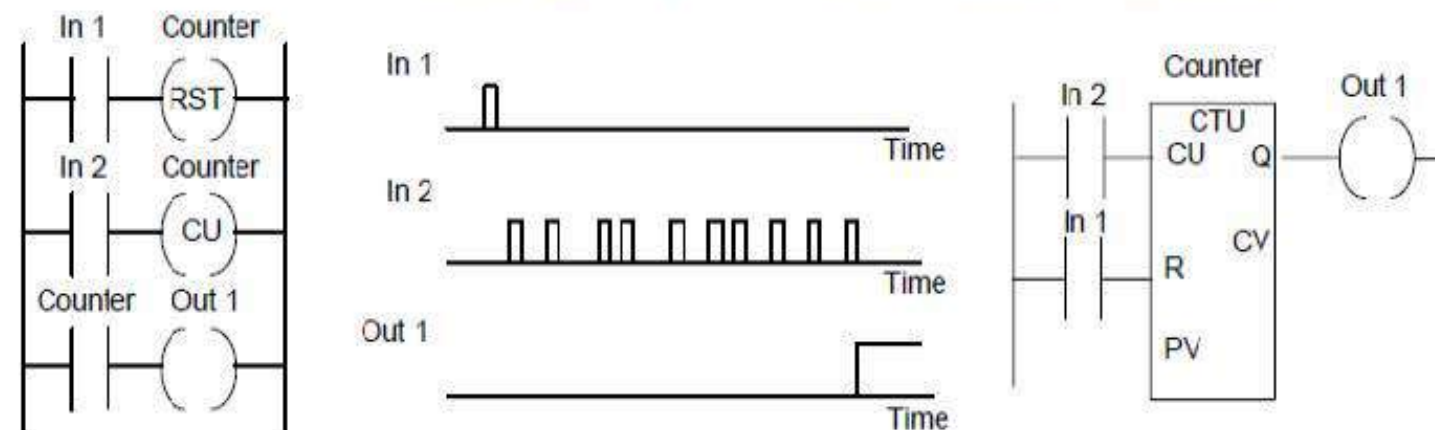 In 1 Counter
RST
In 2 Counter
CU
Counter Out 1
In 1
Time
In 2
Time
Out 1
Time
Counter
In 2
CTU
CU Q
Out 1
In 1
CV
R
PV